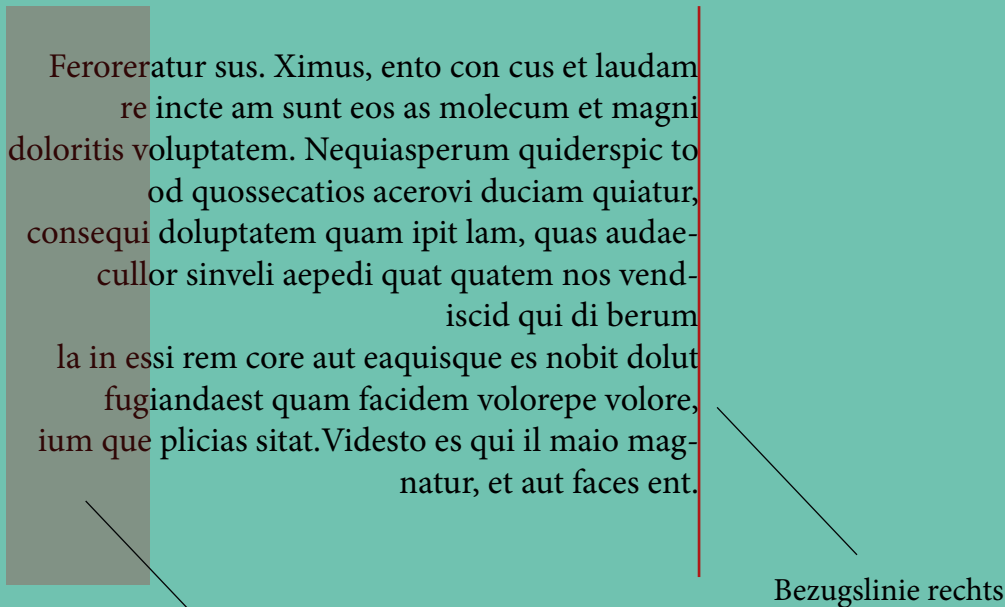 Feroreratur sus. Ximus, ento con cus et laudam
re incte am sunt eos as molecum et magni
doloritis voluptatem. Nequiasperum quiderspic to
od quossecatios acerovi duciam quiatur,
consequi doluptatem quam ipit lam, quas audae-
cullor sinveli aepedi quat quatem nos vend-
iscid qui di berum
la in essi rem core aut eaquisque es nobit dolut
fugiandaest quam facidem volorepe volore,
ium que plicias sitat.Videsto es qui il maio mag-
natur, et aut faces ent.
Bezugslinie rechts